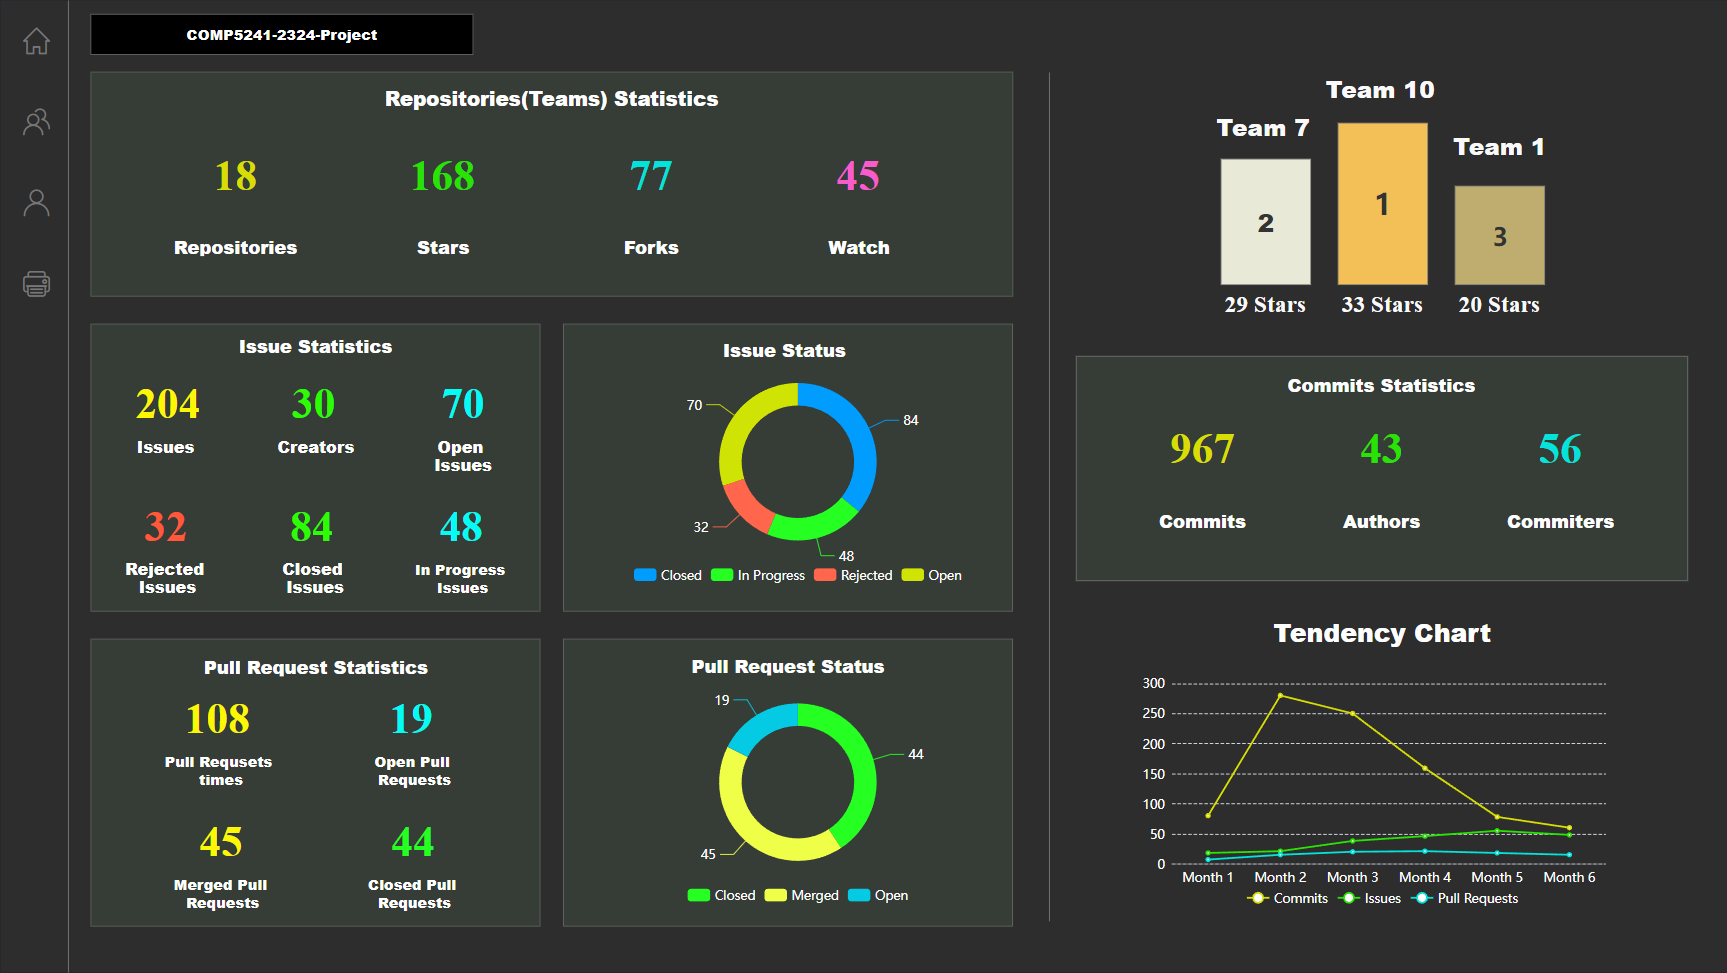 COMP5241-2324-Project
Repositories(Teams) Statistics
18
168
77
45
Repositories
Stars
Forks
Watch
Issue Statistics
204
30
70
Issues
Creators
Open
Issues
32
84
48
Rejected
Issues
Closed
Issues
In Progress
Issues
Issue Status
70
84
32
48
Closed
In Progress
Rejected
Open
Pull Request Statistics
108
19
Pull Requsets
times
Open Pull
Requests
45
44
Merged Pull
Requests
Closed Pull
Requests
Pull Request Status
19
44
45
Closed
Merged
Open
Team 10
Team 7
Team 1
2
1
3
29 Stars
33 Stars
20 Stars
Commits Statistics
967
43
56
Commits
Authors
Commiters
Tendency Chart
300
250
200
150
100
50
0
Month 1
Month 2
Month 3
Month 4
Month 5
Month 6
Commits
Issues
Pull Requests